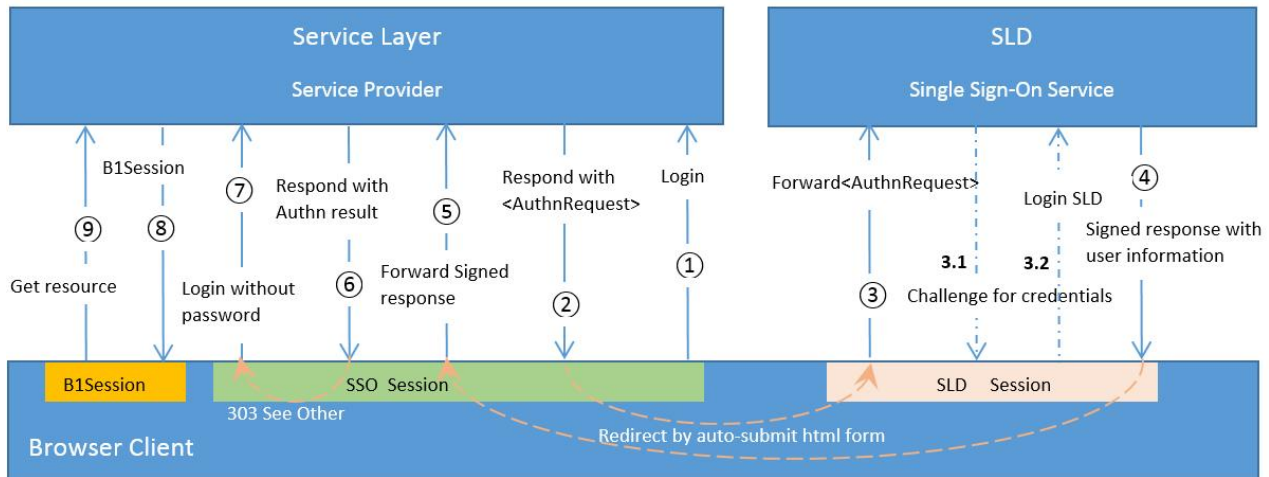 Service Layer
Service Provider
SLD
Single Sign-On Service
B1Session
9
8
Get resource
7
Login without
password
Respond with
Authn result
6
5
Forward Signed
response
Respond with
<AuthnRequest>
2
Login
1
Forward<AuthnRequest>
3
3.1
Challenge for credentials
Login SLD
3.2
4
Signed response with
user information
B1Session
SSO Session
SLD Session
303 See Other
Redirect by auto-submit html form
Browser Client